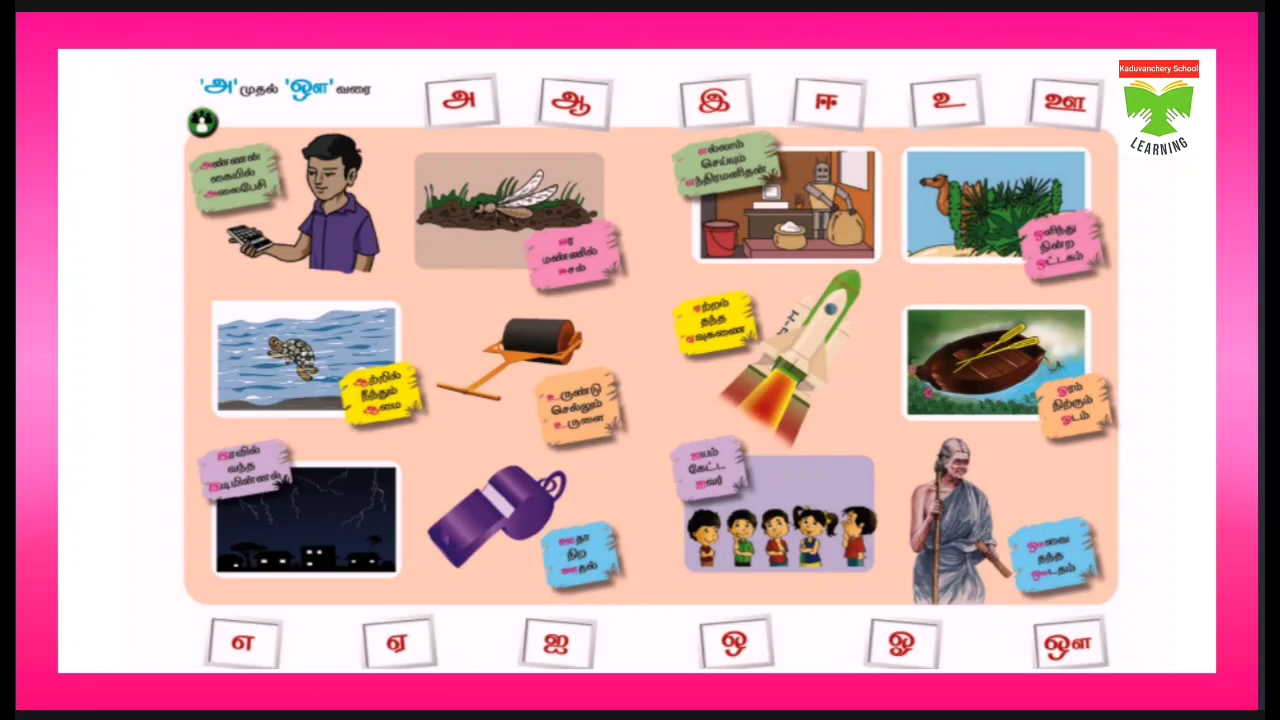 'அ' முதல் 'ஔ' வரை
அ
ஆ
இ
ஈ
உ
ஊ
Kaduvanchery School
LEARNING
அண்ணன்
கையில்
அலைபேசி
ஈர
மண்ணில்
ஈசல்
எல்லாம்
செய்யும்
எந்திரமனிதன்
ஒளிந்து
நின்ற
ஒட்டகம்
ஆற்றில்
நீந்தும்
ஆமை
உருண்டு
செல்லும்
உருளை
ஏற்றம்
தந்த
ஏவுகணை
ஓரம்
நிற்கும்
ஓடம்
இரவில்
வந்த
இடிமின்னல்
ஊதா
நிற
ஊதல்
ஐயம்
கேட்ட
ஐவர்
ஔவை
தந்த
ஔடதம்
எ
ஏ
ஐ
ஒ
ஓ
ஔ